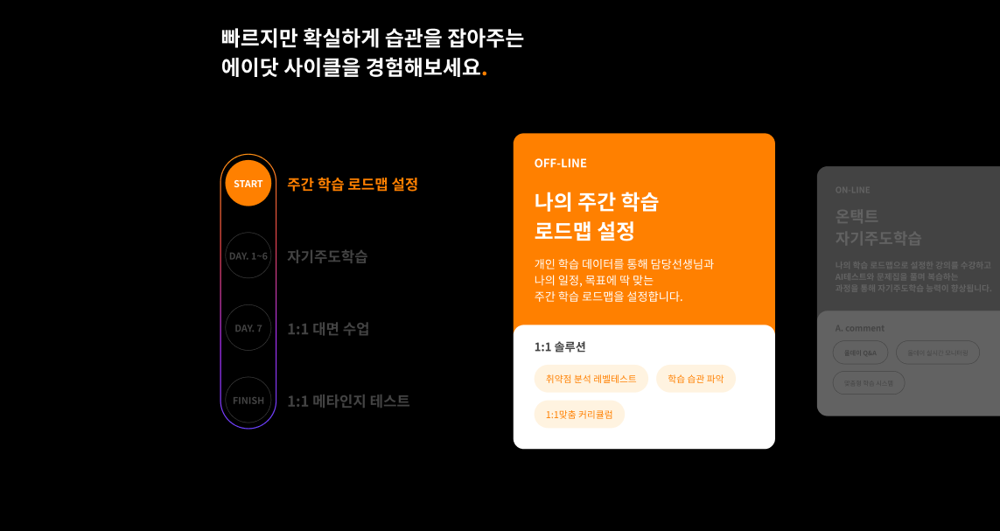 빠르지만 확실하게 습관을 잡아주는
에이닷 사이클을 경험해보세요.
START
주간 학습 로드맵 설정
DAY. 1~6
자기주도학습
DAY. 7
1:1 대면 수업
FINISH
1:1 메타인지 테스트
OFF-LINE
나의 주간 학습
로드맵 설정
개인 학습 데이터를 통해 담당선생님과
나의 일정, 목표에 딱 맞는
주간 학습 로드맵을 설정합니다.
1:1 솔루션
취약점 분석 레벨테스트
학습 습관 파악
1:1맞춤 커리큘럼
ON-LINE
온택트
자기주도학습
나의 학습 로드맵으로 설정한 강의를 수강하고
AI테스트와 문제집을 풀며 복습하는
과정을 통해 자기주도학습 능력이 향상됩니다.
A. comment
올데이 Q&A
올데이 실시간 모니터링
맞춤형 학습 시스템